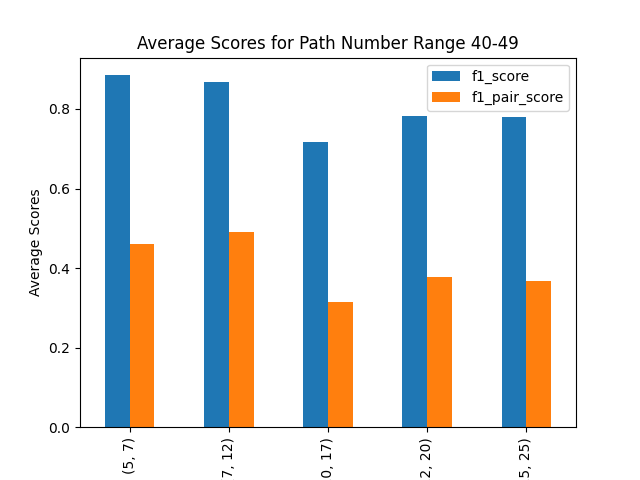 Average Scores for Path Number Range 40-49
f1_score
f1_pair_score
Average Scores
0.8
0.6
0.4
0.2
0.0
(5, 7)
7, 12)
0, 17)
2, 20)
5, 25)